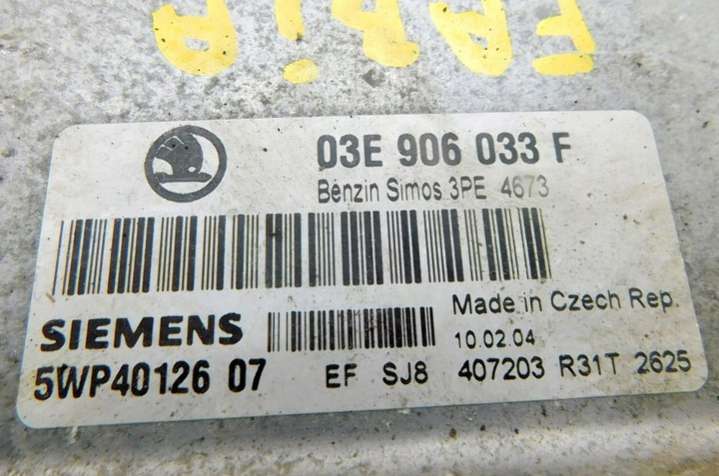 FABIA
03E 906 033 F
Benzin Simos 3PE 4673
Made in Czech Rep.
SIEMENS
10.02.04
5WP40126 07
EF SJ8 407203 R31T 2625